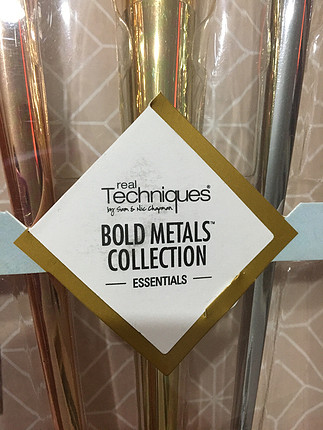 real
Techniques®
by Sam & Nic Chapman
BOLD METALS™
COLLECTION
ESSENTIALS